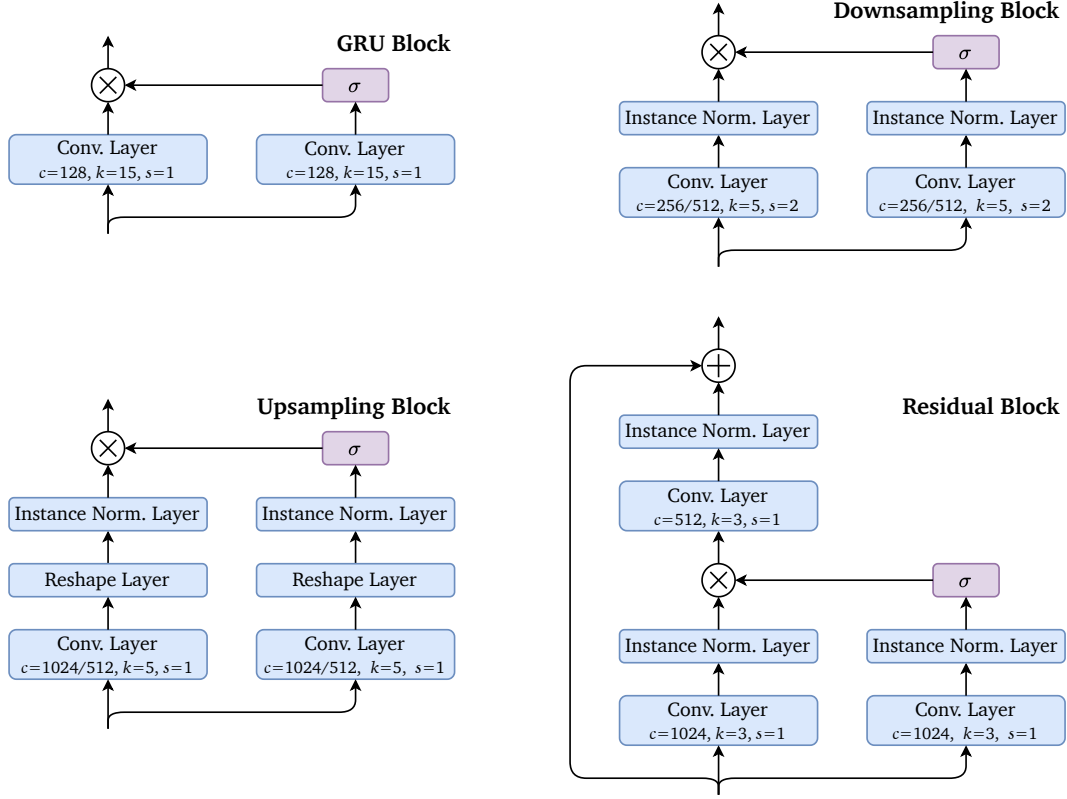 GRU Block
σ
Conv. Layer
c=128, k=15, s=1
Conv. Layer
c=128, k=15, s=1
Downsampling Block
σ
Instance Norm. Layer
Instance Norm. Layer
Conv. Layer
c=256/512, k=5, s=2
Conv. Layer
c=256/512, k=5, s=2
Upsampling Block
σ
Instance Norm. Layer
Instance Norm. Layer
Reshape Layer
Reshape Layer
Conv. Layer
c=1024/512, k=5, s=1
Conv. Layer
c=1024/512, k=5, s=1
Residual Block
Instance Norm. Layer
Conv. Layer
c=512, k=3, s=1
σ
Instance Norm. Layer
Instance Norm. Layer
Conv. Layer
c=1024, k=3, s=1
Conv. Layer
c=1024, k=3, s=1